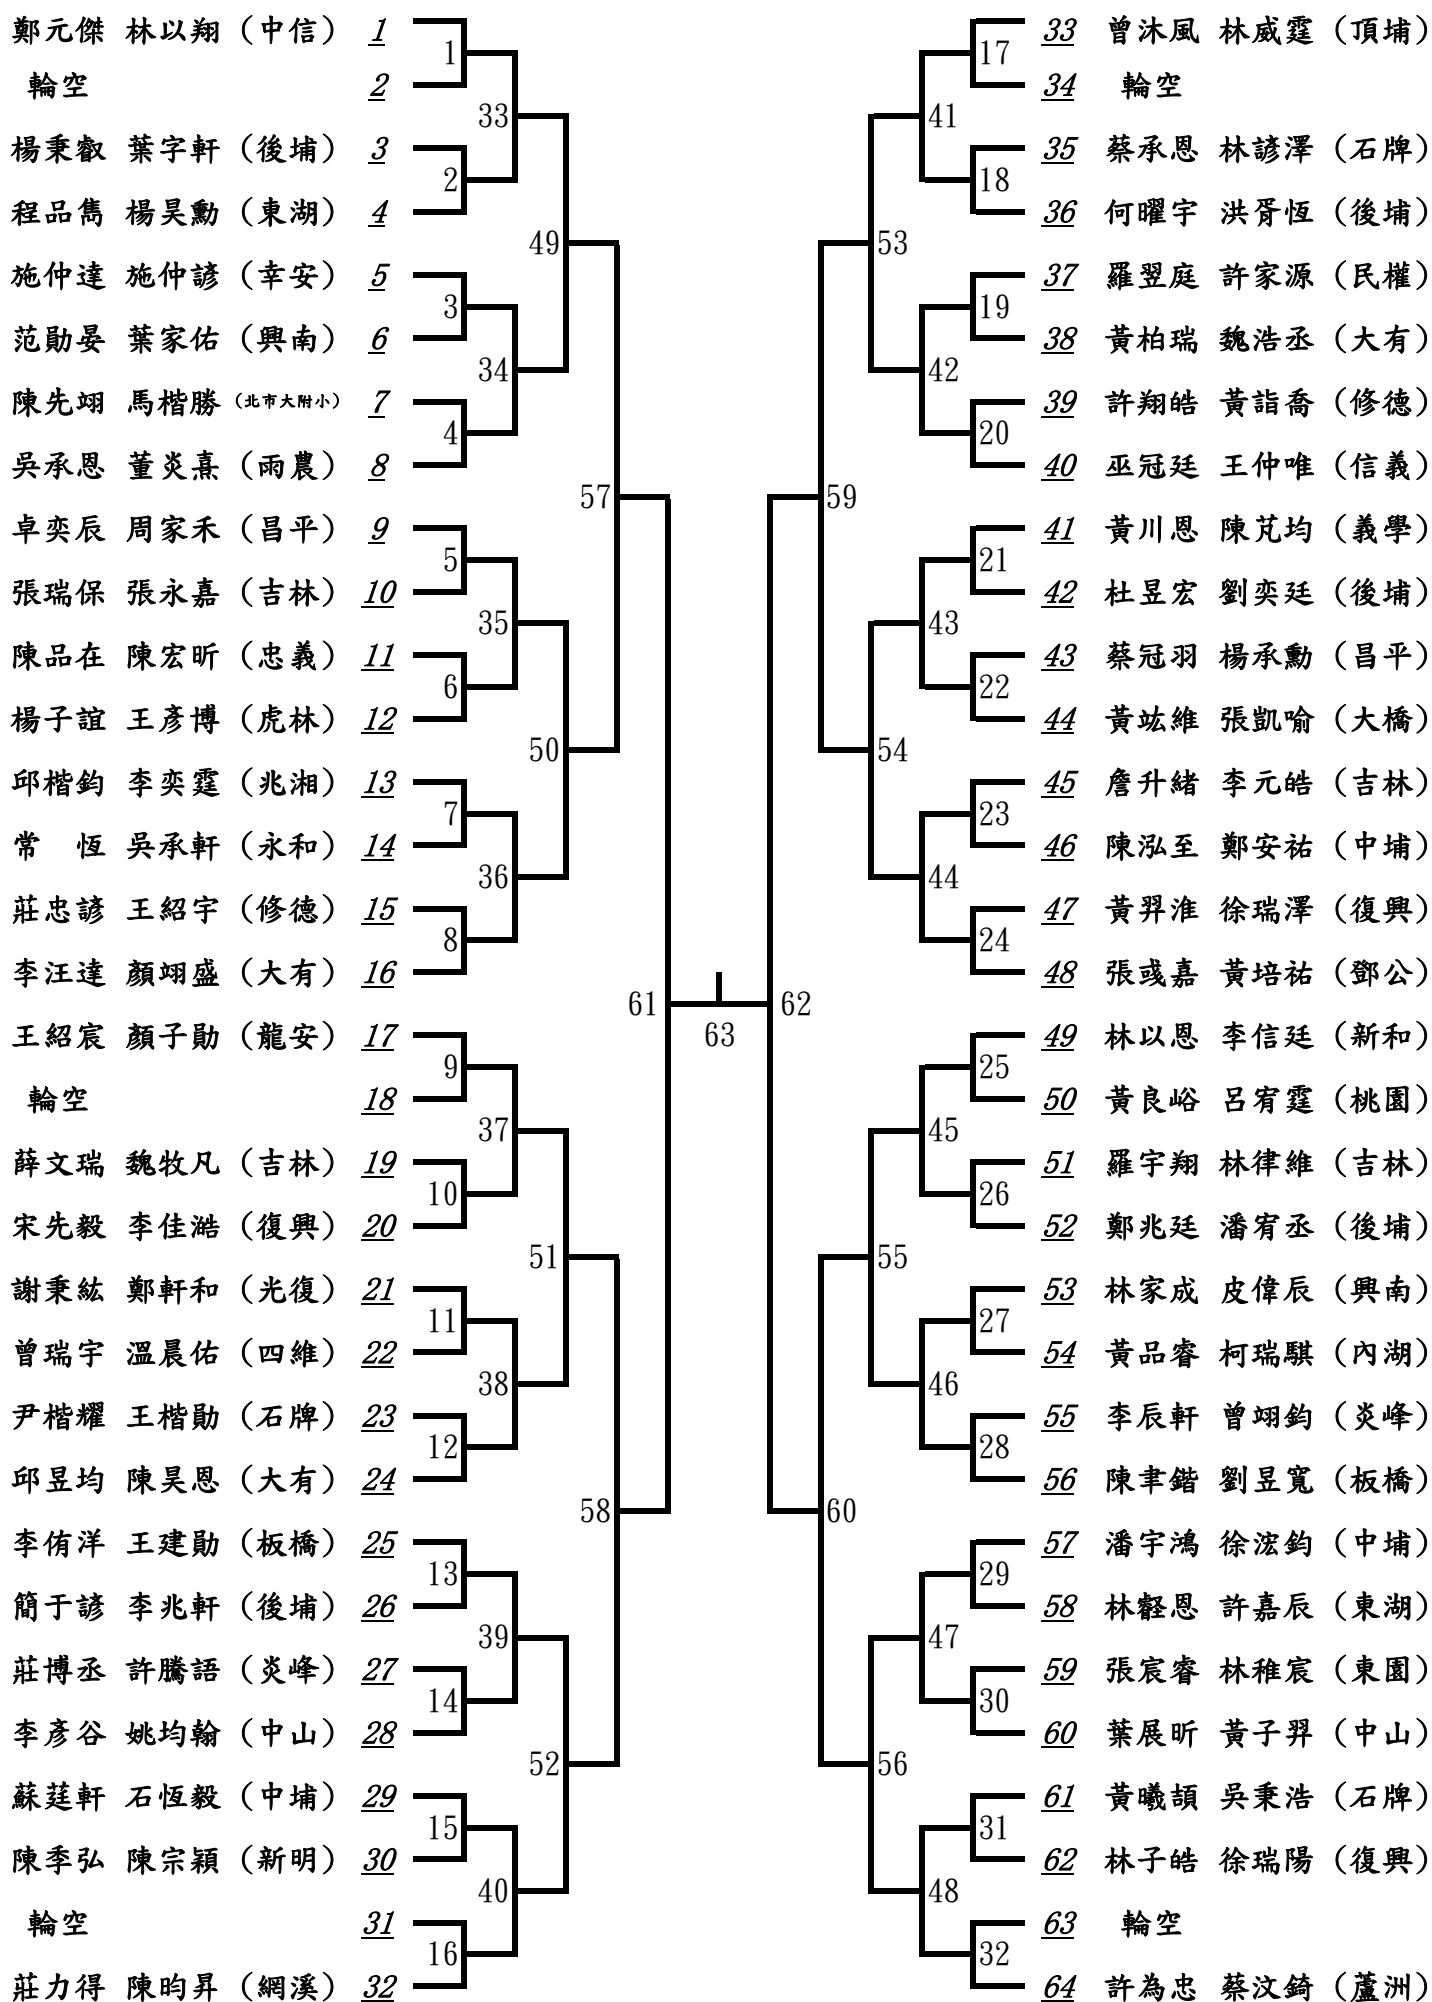 鄭元傑 林以翔 (中信) 1
輪空 2
楊秉叡 葉字軒 (後埔) 3
程品雋 楊昊勳 (東湖) 4
施仲達 施仲諺 (幸安) 5
范勛晏 葉家佑 (興南) 6
陳先翊 馬楷勝 (北市大附小) 7
吳承恩 董炎熹 (雨農) 8
卓奕辰 周家禾 (昌平) 9
張瑞保 張永嘉 (吉林) 10
陳品在 陳宏昕 (忠義) 11
楊子誼 王彥博 (虎林) 12
邱楷鈞 李奕霆 (兆湘) 13
常 恆 吳承軒 (永和) 14
莊忠諺 王紹宇 (修德) 15
李汪達 顏翊盛 (大有) 16
王紹宸 顏子勛 (龍安) 17
輪空 18
薛文瑞 魏牧凡 (吉林) 19
宋先毅 李佳澔 (復興) 20
謝秉紘 鄭軒和 (光復) 21
曾瑞宇 溫晨佑 (四維) 22
尹楷耀 王楷勛 (石牌) 23
邱昱均 陳昊恩 (大有) 24
李侑洋 王建勛 (板橋) 25
簡于諺 李兆軒 (後埔) 26
莊博丞 許騰語 (炎峰) 27
李彥谷 姚均翰 (中山) 28
蘇莛軒 石恆毅 (中埔) 29
陳季弘 陳宗穎 (新明) 30
輪空 31
莊力得 陳昀昇 (網溪) 32
1
2
3
4
5
6
7
8
9
10
11
12
13
14
15
16
33
34
35
36
37
38
39
40
49
50
51
52
57
58
61
63
62
59
60
53
54
55
56
41
42
43
44
45
46
47
48
17
18
19
20
21
22
23
24
25
26
27
28
29
30
31
32
33 曾沐風 林威霆 (頂埔)
34 輪空
35 蔡承恩 林諺澤 (石牌)
36 何曜宇 洪胥恆 (後埔)
37 羅翌庭 許家源 (民權)
38 黃柏瑞 魏浩丞 (大有)
39 許翔皓 黃詣喬 (修德)
40 巫冠廷 王仲唯 (信義)
41 黃川恩 陳芃均 (義學)
42 杜昱宏 劉奕廷 (後埔)
43 蔡冠羽 楊承勳 (昌平)
44 黃竑維 張凱喻 (大橋)
45 詹升緒 李元皓 (吉林)
46 陳泓至 鄭安祐 (中埔)
47 黃羿淮 徐瑞澤 (復興)
48 張彧嘉 黃培祐 (鄧公)
49 林以恩 李信廷 (新和)
50 黃良峪 呂宥霆 (桃園)
51 羅宇翔 林律維 (吉林)
52 鄭兆廷 潘宥丞 (後埔)
53 林家成 皮偉辰 (興南)
54 黃品睿 柯瑞騏 (內湖)
55 李辰軒 曾翊鈞 (炎峰)
56 陳聿鍇 劉昱寬 (板橋)
57 潘宇鴻 徐浤鈞 (中埔)
58 林叡恩 許嘉辰 (東湖)
59 張宸睿 林稚宸 (東園)
60 葉展昕 黃子羿 (中山)
61 黃曦頡 吳秉浩 (石牌)
62 林子皓 徐瑞陽 (復興)
63 輪空
64 許為忠 蔡汶錡 (蘆洲)